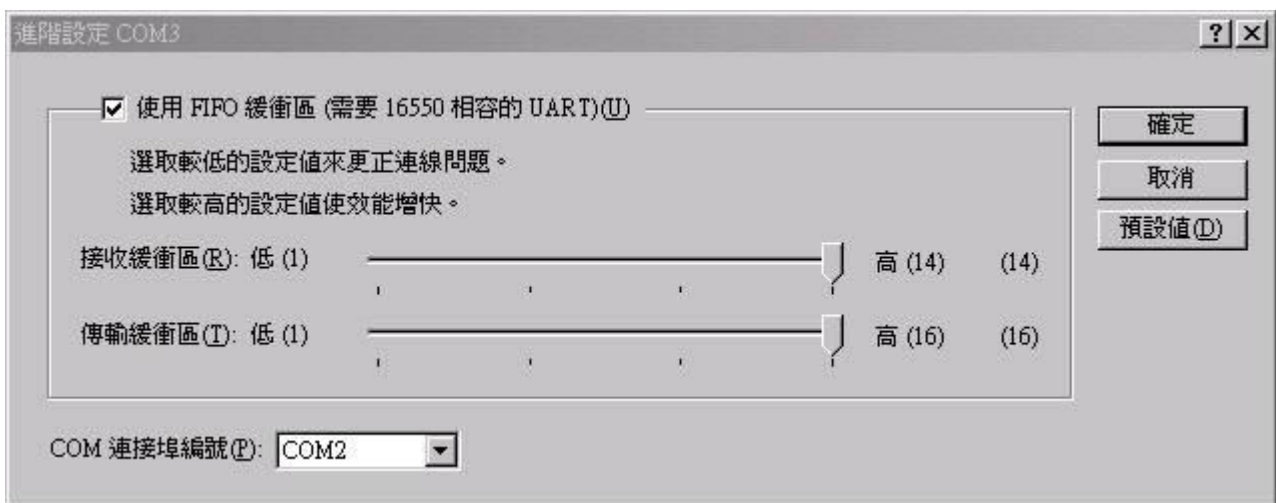 進階設定 COM3
使用 FIFO 緩衝區 (需要 16550 相容的 UART)(U)
確定
選取較低的設定值來更正連線問題。
取消
選取較高的設定值使效能增快。
預設值(D)
接收緩衝區(R): 低 (1) 高 (14) (14)
傳輸緩衝區(T): 低 (1) 高 (16) (16)
COM 連接埠編號(P): COM2